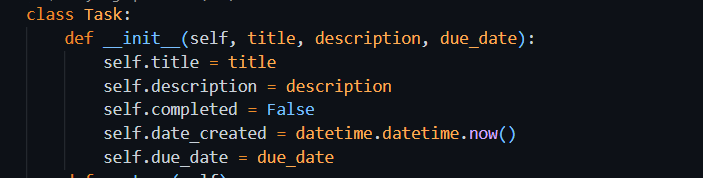 class Task:
    def __init__(self, title, description, due_date):
        self.title = title
        self.description = description
        self.completed = False
        self.date_created = datetime.datetime.now()
        self.due_date = due_date